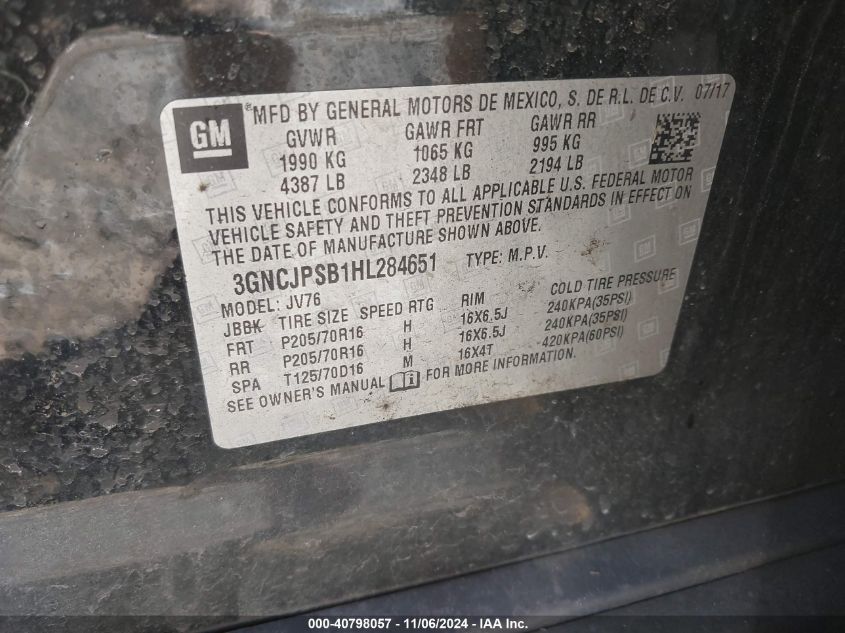 GM
®MFD BY GENERAL MOTORS DE MEXICO, S. DE R.L. DE C.V. 07/17
GVWR GAWR FRT GAWR RR
1990 KG 1065 KG 995 KG
4387 LB 2348 LB 2194 LB
THIS VEHICLE CONFORMS TO ALL APPLICABLE U.S. FEDERAL MOTOR
VEHICLE SAFETY AND THEFT PREVENTION STANDARDS IN EFFECT ON
THE DATE OF MANUFACTURE SHOWN ABOVE.
3GNCJPSB1HL284651 TYPE: M.P.V.
MODEL: JV76
JBBK TIRE SIZE SPEED RTG RIM COLD TIRE PRESSURE
FRT P205/70R16 H 16X6.5J 240KPA(35PSI)
RR P205/70R16 H 16X6.5J 240KPA(35PSI)
SPA T125/70D16 M 16X4T 420KPA(60PSI)
SEE OWNER'S MANUAL FOR MORE INFORMATION.
000-40798057 - 11/06/2024 - IAA Inc.